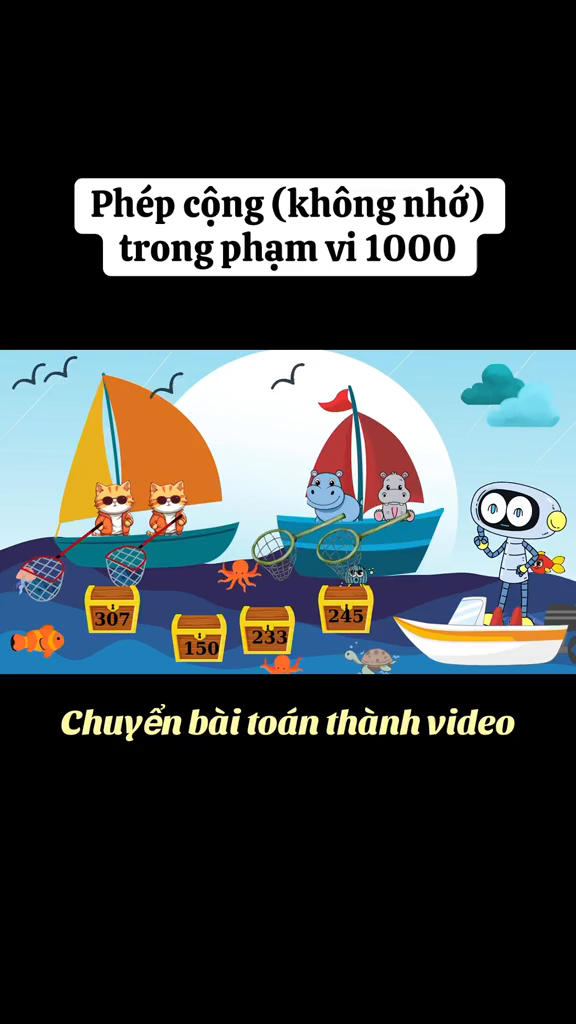 Phép cộng (không nhớ)
trong phạm vi 1000
307
150
233
245
Chuyển bài toán thành video